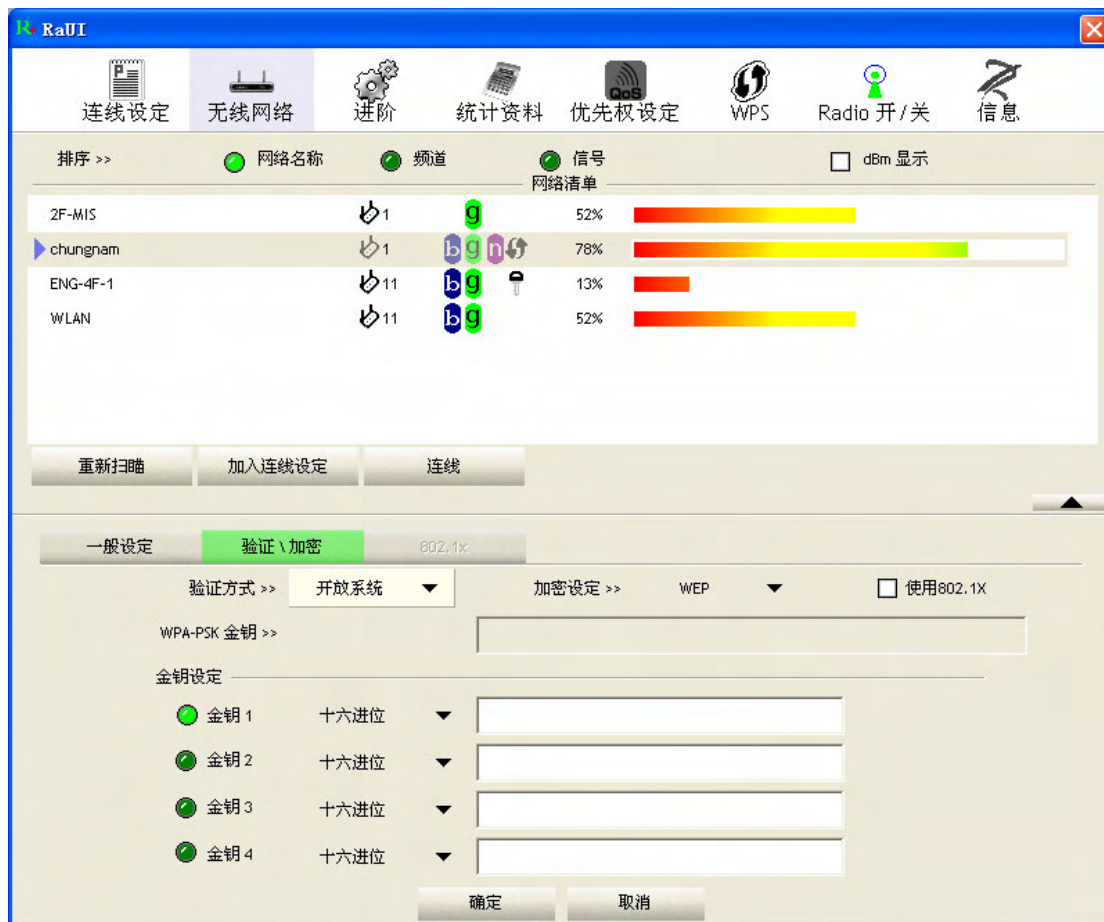 RaUI
连线设定 无线网络 进阶 统计资料 QoS 优先权设定 WPS Radio 开/关 信息
排序 >> 网络名称 频道 信号 dBm 显示
网络清单
2F-MIS 1 g 52%
chungnam 1 b g n 78%
ENG-4F-1 11 b g 13%
WLAN 11 b g 52%
重新扫瞄 加入连线设定 连线
一般设定 验证 \ 加密 802.1x
验证方式 >> 开放系统 加密设定 >> WEP 使用802.1X
WPA-PSK 金钥 >>
金钥设定
金钥 1 十六进位
金钥 2 十六进位
金钥 3 十六进位
金钥 4 十六进位
确定 取消